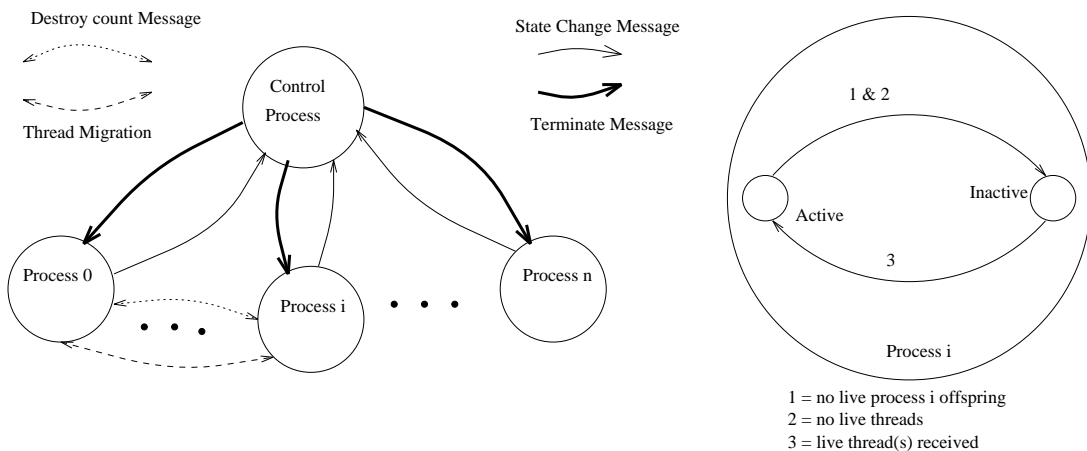 Destroy count Message
Thread Migration
State Change Message
Terminate Message
Control
Process
Process 0
Process i
Process n
1 & 2
Active
Inactive
3
Process i
1 = no live process i offspring
2 = no live threads
3 = live thread(s) received